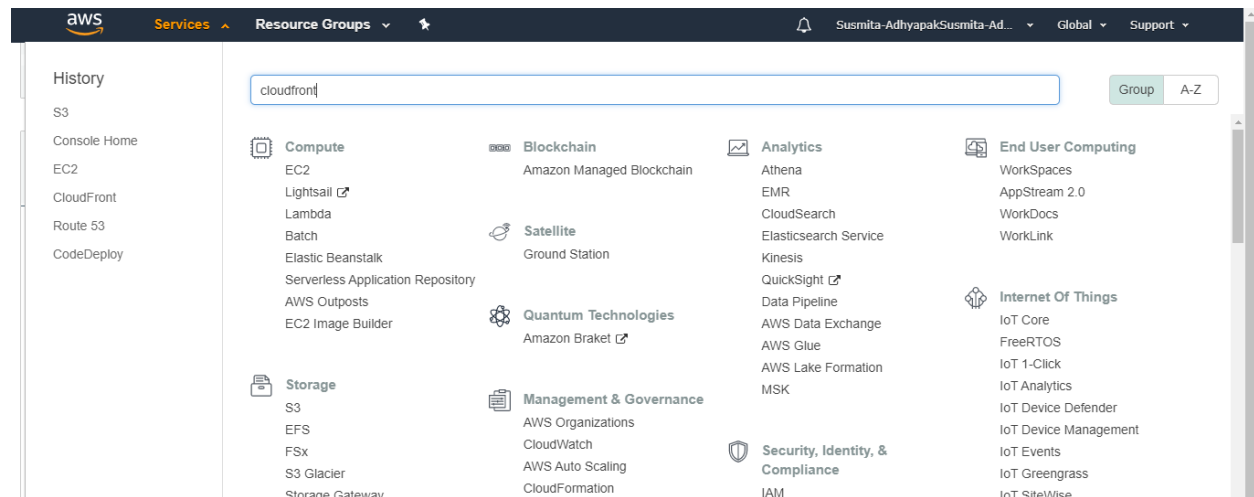 aws
Services
Resource Groups
Susmita-AdhyapakSusmita-Ad...
Global
Support
History
S3
Console Home
EC2
CloudFront
Route 53
CodeDeploy
cloudfront
Group
A-Z
Compute
EC2
Lightsail
Lambda
Batch
Elastic Beanstalk
Serverless Application Repository
AWS Outposts
EC2 Image Builder
Storage
S3
EFS
FSx
S3 Glacier
Storage Gateway
Blockchain
Amazon Managed Blockchain
Satellite
Ground Station
Quantum Technologies
Amazon Braket
Management & Governance
AWS Organizations
CloudWatch
AWS Auto Scaling
CloudFormation
Analytics
Athena
EMR
CloudSearch
Elasticsearch Service
Kinesis
QuickSight
Data Pipeline
AWS Data Exchange
AWS Glue
AWS Lake Formation
MSK
Security, Identity, &
Compliance
IAM
End User Computing
WorkSpaces
AppStream 2.0
WorkDocs
WorkLink
Internet Of Things
IoT Core
FreeRTOS
IoT 1-Click
IoT Analytics
IoT Device Defender
IoT Device Management
IoT Events
IoT Greengrass
IoT SiteWise